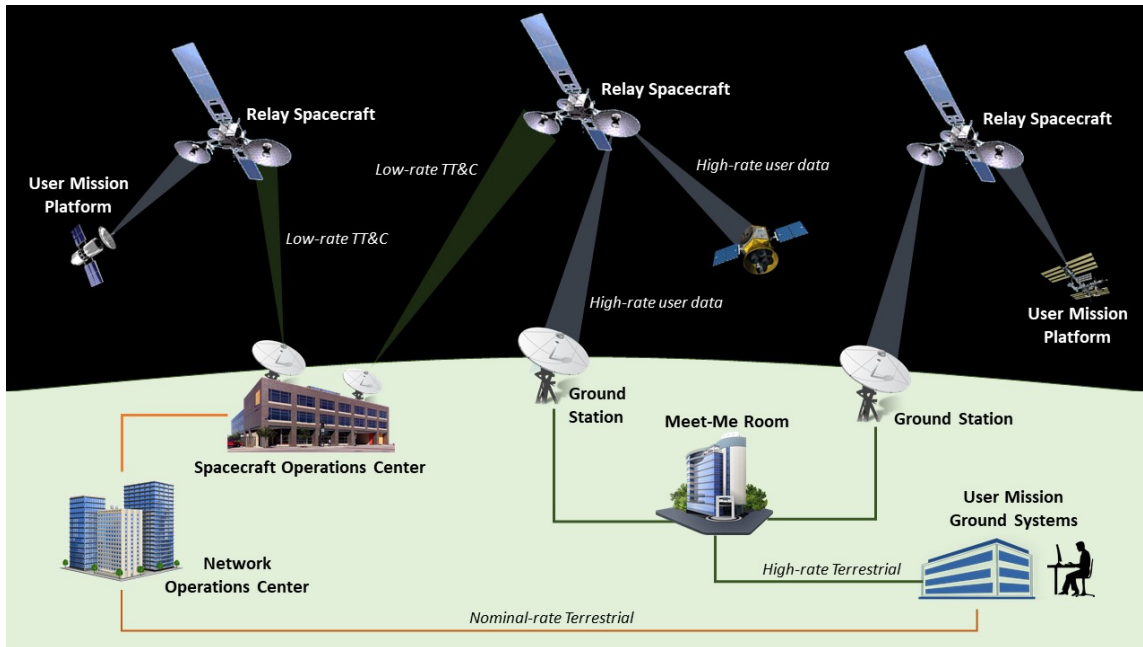 Relay Spacecraft
Relay Spacecraft
Relay Spacecraft
Low-rate TT&C
High-rate user data
User Mission
Platform
Low-rate TT&C
High-rate user data
User Mission
Platform
Ground
Station
Meet-Me Room
Ground Station
Spacecraft Operations Center
User Mission
Ground Systems
Network
Operations Center
High-rate Terrestrial
Nominal-rate Terrestrial